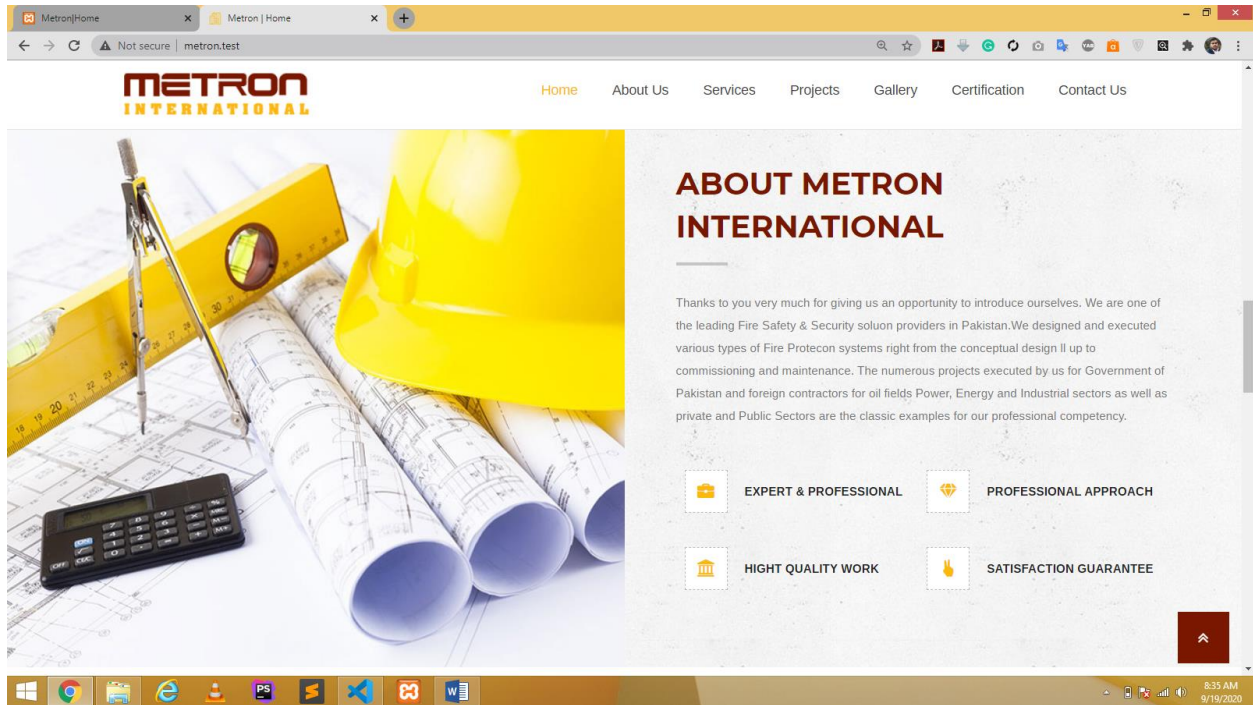 Metron|Home
Metron | Home
Not secure | metron.test
METRON
INTERNATIONAL
Home About Us Services Projects Gallery Certification Contact Us
ABOUT METRON
INTERNATIONAL
Thanks to you very much for giving us an opportunity to introduce ourselves. We are one of
the leading Fire Safety & Security soluon providers in Pakistan.We designed and executed
various types of Fire Protecon systems right from the conceptual design ll up to
commissioning and maintenance. The numerous projects executed by us for Government of
Pakistan and foreign contractors for oil fields Power, Energy and Industrial sectors as well as
private and Public Sectors are the classic examples for our professional competency.
EXPERT & PROFESSIONAL PROFESSIONAL APPROACH
HIGHT QUALITY WORK SATISFACTION GUARANTEE
8:35 AM
9/19/2020